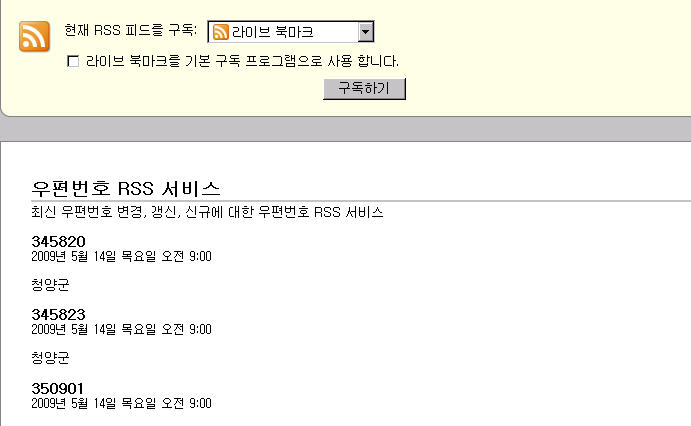 현재 RSS 피드를 구독: 라이브 북마크
라이브 북마크를 기본 구독 프로그램으로 사용 합니다.
구독하기
우편번호 RSS 서비스
최신 우편번호 변경, 갱신, 신규에 대한 우편번호 RSS 서비스
345820
2009년 5월 14일 목요일 오전 9:00
청양군
345823
2009년 5월 14일 목요일 오전 9:00
청양군
350901
2009년 5월 14일 목요일 오전 9:00